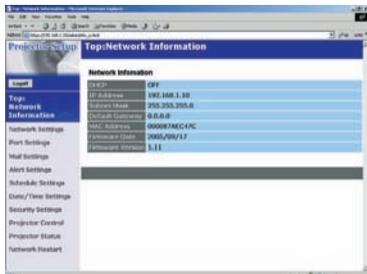 Projector Setup
Top:Network Information
Logoff
Top:
Network
Information
Network Settings
Port Settings
Mail Settings
Alert Settings
Schedule Settings
Date/Time Settings
Security Settings
Projector Control
Projector Status
Network Restart
Network Information
DHCP OFF
IP Address 192.168.1.10
Subnet Mask 255.255.255.0
Default Gateway 0.0.0.0
MAC Address 000087AEC47C
Firmware Date 2005/09/17
Firmware Version 1.11